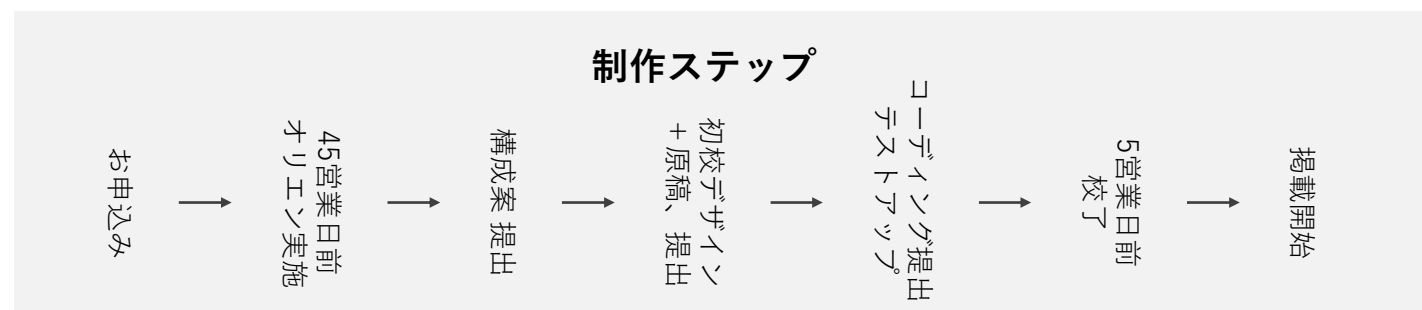 制作ステップ
お申込み
45営業日前
オリエン実施
構成案 提出
初校デザイン
+原稿、提出
コーディング提出
テストアップ
5営業日前
校了
掲載開始